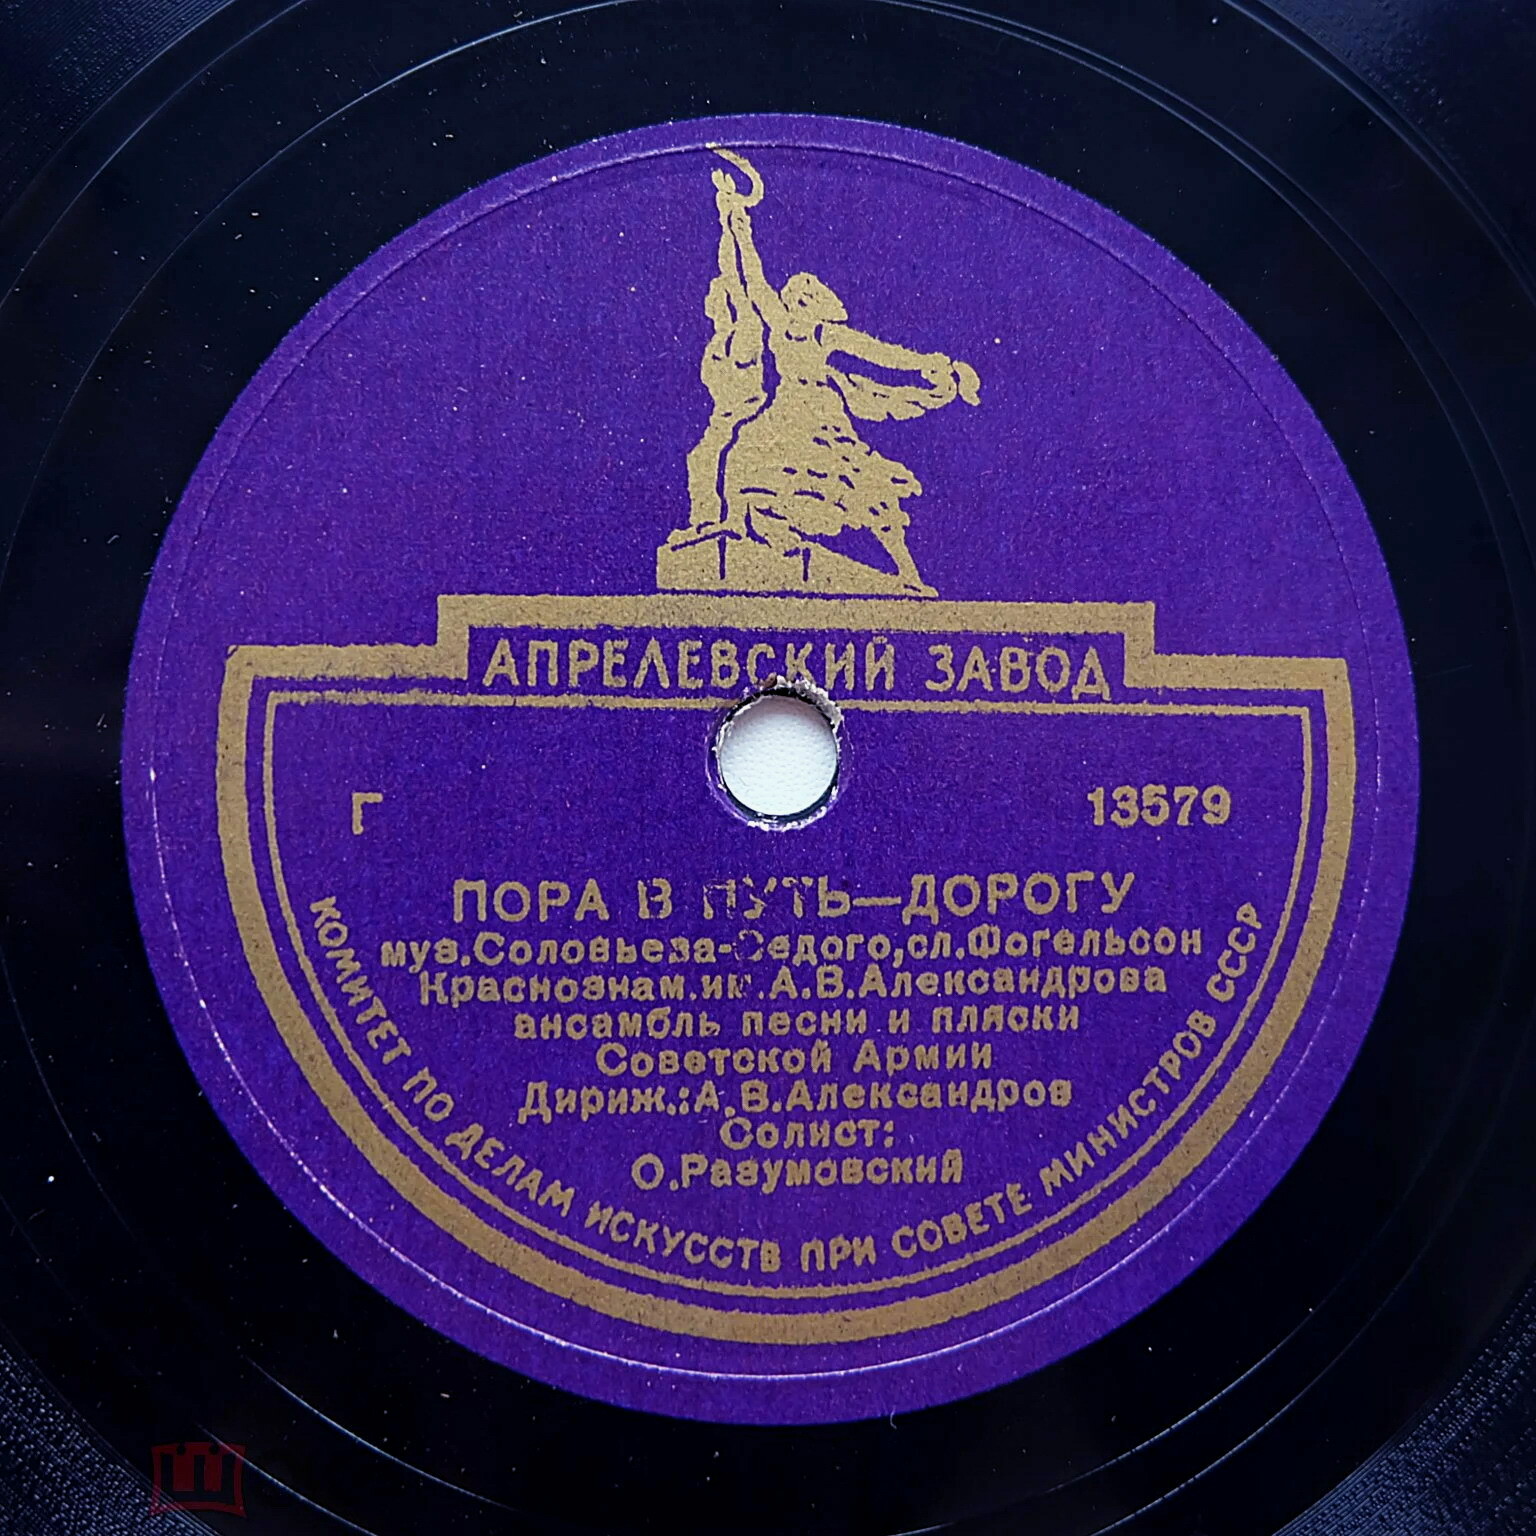 АПРЕЛЕВСКИЙ ЗАВОД
Г 13579
ПОРА В ПУТЬ—ДОРОГУ
муз.Соловьева-Седого,сл.Фогельсон
Краснознам.им.А.В.Александрова
ансамбль песни и пляски
Советской Армии
Дириж.:А.В.Александров
Солист:
О.Разумовский
КОМИТЕТ ПО ДЕЛАМ ИСКУССТВ ПРИ СОВЕТЕ МИНИСТРОВ СССР